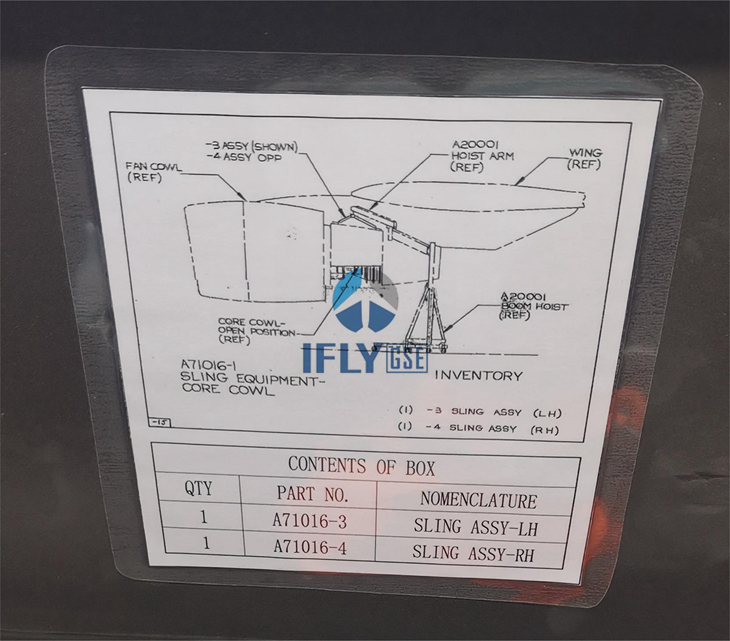 -3 ASSY (SHOWN)
-4 ASSY OPP
A20001
HOIST ARM
(REF)
WING
(REF)
FAN COWL
(REF)
A20001
BOOM HOIST
(REF)
CORE COWL-
OPEN POSITION-
(REF)
IFLY GSE
A71016-1
SLING EQUIPMENT-
CORE COWL
INVENTORY
(1) -3 SLING ASSY (LH)
(1) -4 SLING ASSY (RH)
-15
CONTENTS OF BOX
QTY PART NO. NOMENCLATURE
1 A71016-3 SLING ASSY-LH
1 A71016-4 SLING ASSY-RH